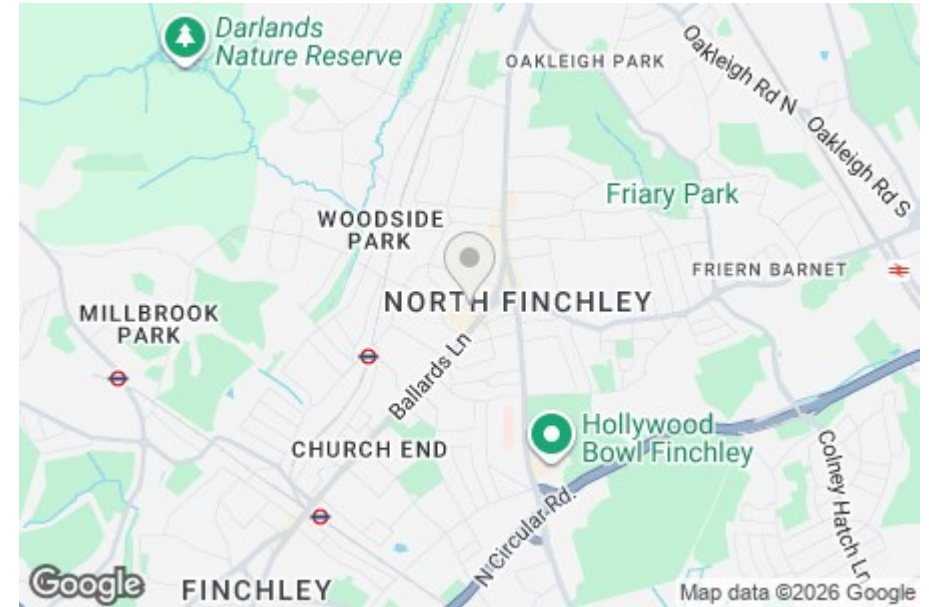 Darlands
Nature Reserve
OAKLEIGH PARK
Oakleigh Rd N
Oakleigh Rd S
Friary Park
WOODSIDE
PARK
FRIERN BARNET
NORTH FINCHLEY
MILLBROOK
PARK
Ballards Ln
Hollywood
Bowl Finchley
CHURCH END
Colney Hatch Ln
N Circular Rd.
Google
FINCHLEY
Map data ©2026 Google